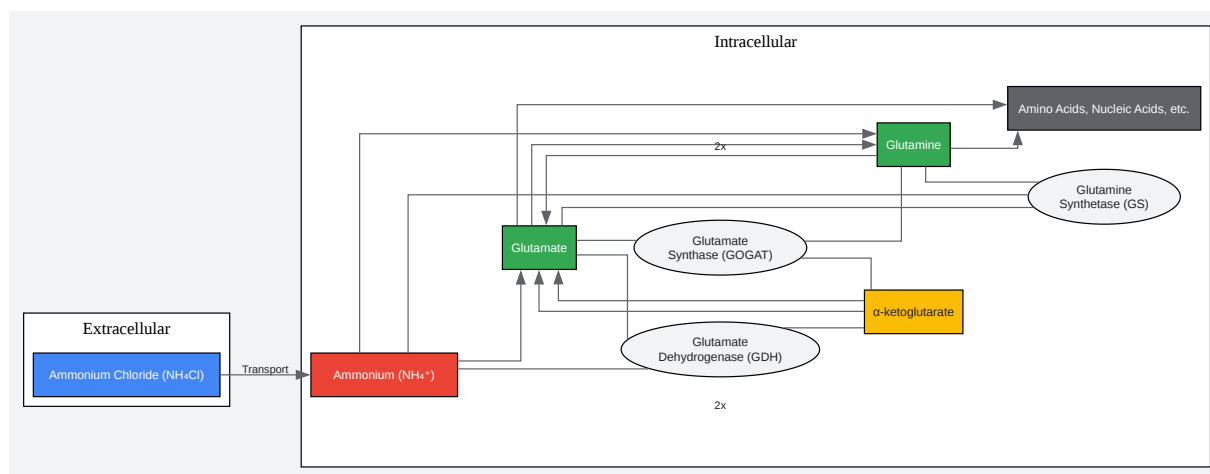 Intracellular
Amino Acids, Nucleic Acids, etc.
Glutamine
2x
Glutamine
Synthetase (GS)
Glutamate
Glutamate
Synthase (GOGAT)
α-ketoglutarate
Extracellular
Glutamate
Dehydrogenase (GDH)
Ammonium Chloride (NH₄Cl)
Transport
Ammonium (NH₄⁺)
2x